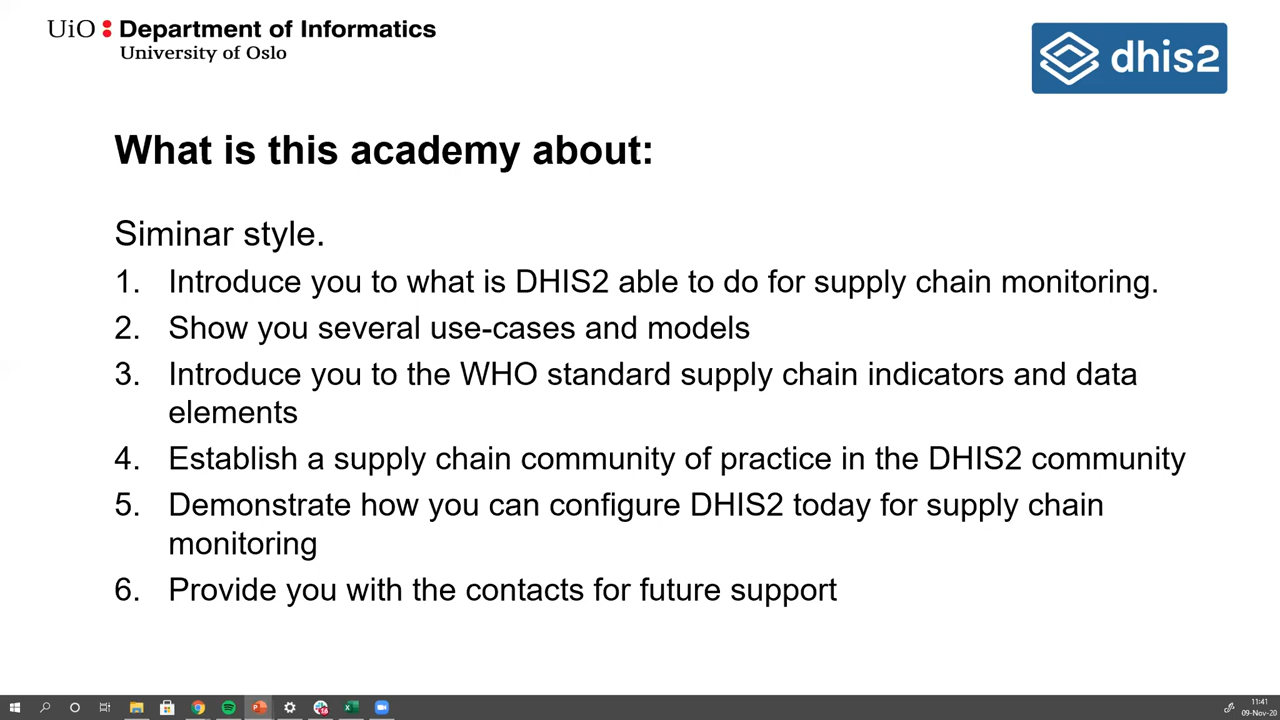 UiO : Department of Informatics
University of Oslo
dhis2
What is this academy about:
Siminar style.
1. Introduce you to what is DHIS2 able to do for supply chain monitoring.
2. Show you several use-cases and models
3. Introduce you to the WHO standard supply chain indicators and data
elements
4. Establish a supply chain community of practice in the DHIS2 community
5. Demonstrate how you can configure DHIS2 today for supply chain
monitoring
6. Provide you with the contacts for future support
11:41
09-Nov-20